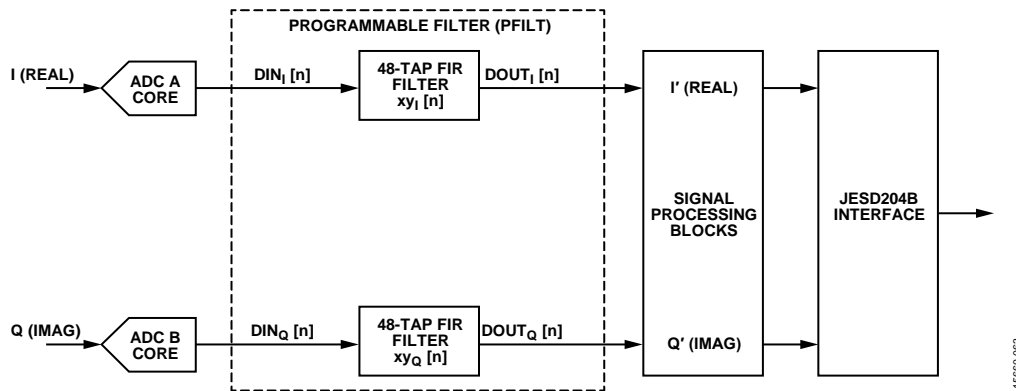 PROGRAMMABLE FILTER (PFILT)
I (REAL)
ADC A
CORE
DIN_I [n]
48-TAP FIR
FILTER
xy_I [n]
DOUT_I [n]
I′ (REAL)
SIGNAL
PROCESSING
BLOCKS
JESD204B
INTERFACE
Q (IMAG)
ADC B
CORE
DIN_Q [n]
48-TAP FIR
FILTER
xy_Q [n]
DOUT_Q [n]
Q′ (IMAG)